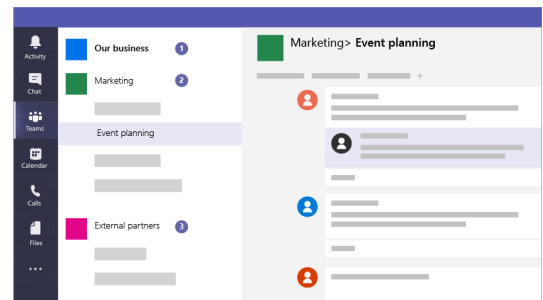 Activity
Chat
Teams
Calendar
Calls
Files
Our business 1
Marketing 2
Event planning
External partners 3
Marketing> Event planning
+